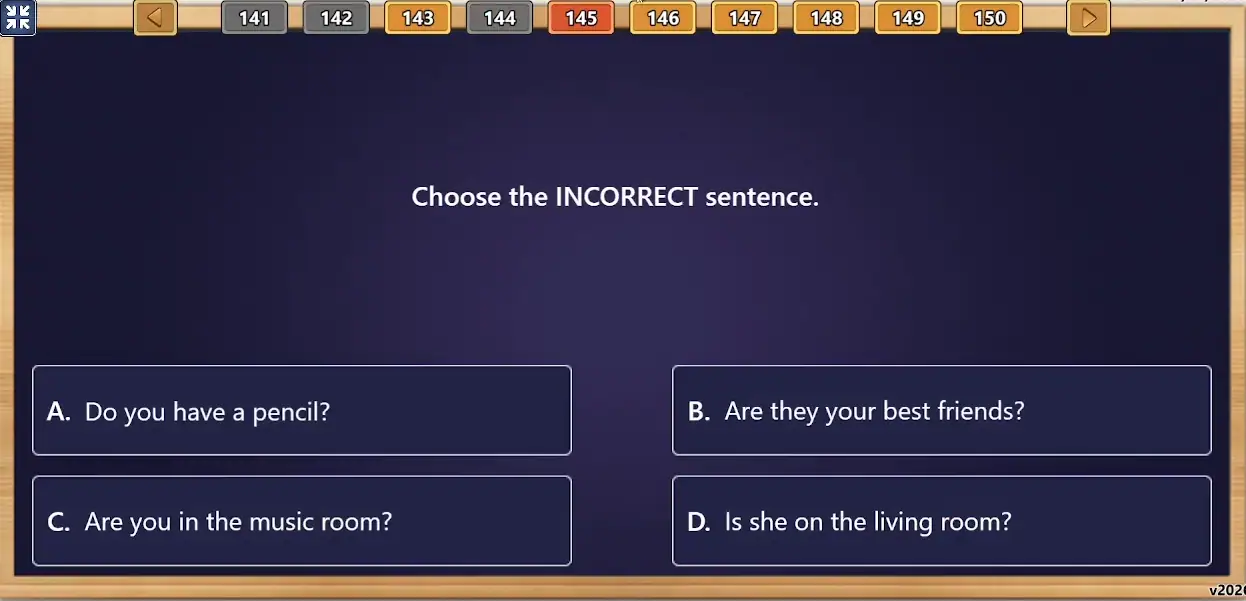 141 142 143 144 145 146 147 148 149 150
Choose the INCORRECT sentence.
A. Do you have a pencil?
B. Are they your best friends?
C. Are you in the music room?
D. Is she on the living room?